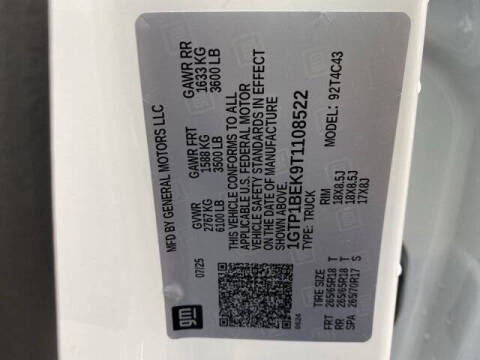 gm
MFD BY GENERAL MOTORS LLC
07/25
GVWR GAWR FRT GAWR RR
2767 KG 1588 KG 1633 KG
6100 LB 3500 LB 3600 LB
THIS VEHICLE CONFORMS TO ALL
APPLICABLE U.S. FEDERAL MOTOR
VEHICLE SAFETY STANDARDS IN EFFECT
ON THE DATE OF MANUFACTURE
SHOWN ABOVE.
1GTP1BEK9T1108522
TYPE: TRUCK MODEL: 92T4C43
6624
TIRE SIZE RIM
FRT 265/65R18 T 18X8.5J
RR 265/65R18 T 18X8.5J
SPA 265/70R17 S 17X8J